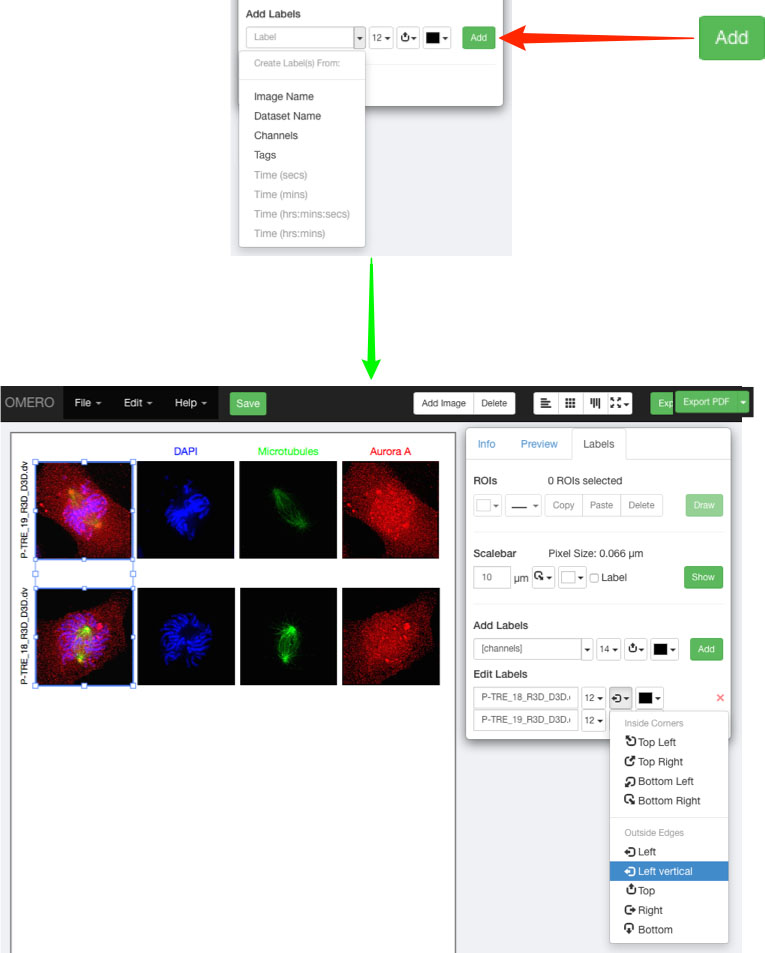 Add Labels
Label 12 Add
Add
Create Label(s) From:
Image Name
Dataset Name
Channels
Tags
Time (secs)
Time (mins)
Time (hrs:mins:secs)
Time (hrs:mins)
OMERO File Edit Help Save Add Image Delete Exp Export PDF
DAPI Microtubules Aurora A
P-TRE_19_R3D_D3D.dv
P-TRE_18_R3D_D3D.dv
Info Preview Labels
ROIs 0 ROIs selected
Copy Paste Delete Draw
Scalebar Pixel Size: 0.066 µm
10 µm Label Show
Add Labels
[channels] 14 Add
Edit Labels
P-TRE_18_R3D_D3D. 12
P-TRE_19_R3D_D3D. 12
Inside Corners
Top Left
Top Right
Bottom Left
Bottom Right
Outside Edges
Left
Left vertical
Top
Right
Bottom